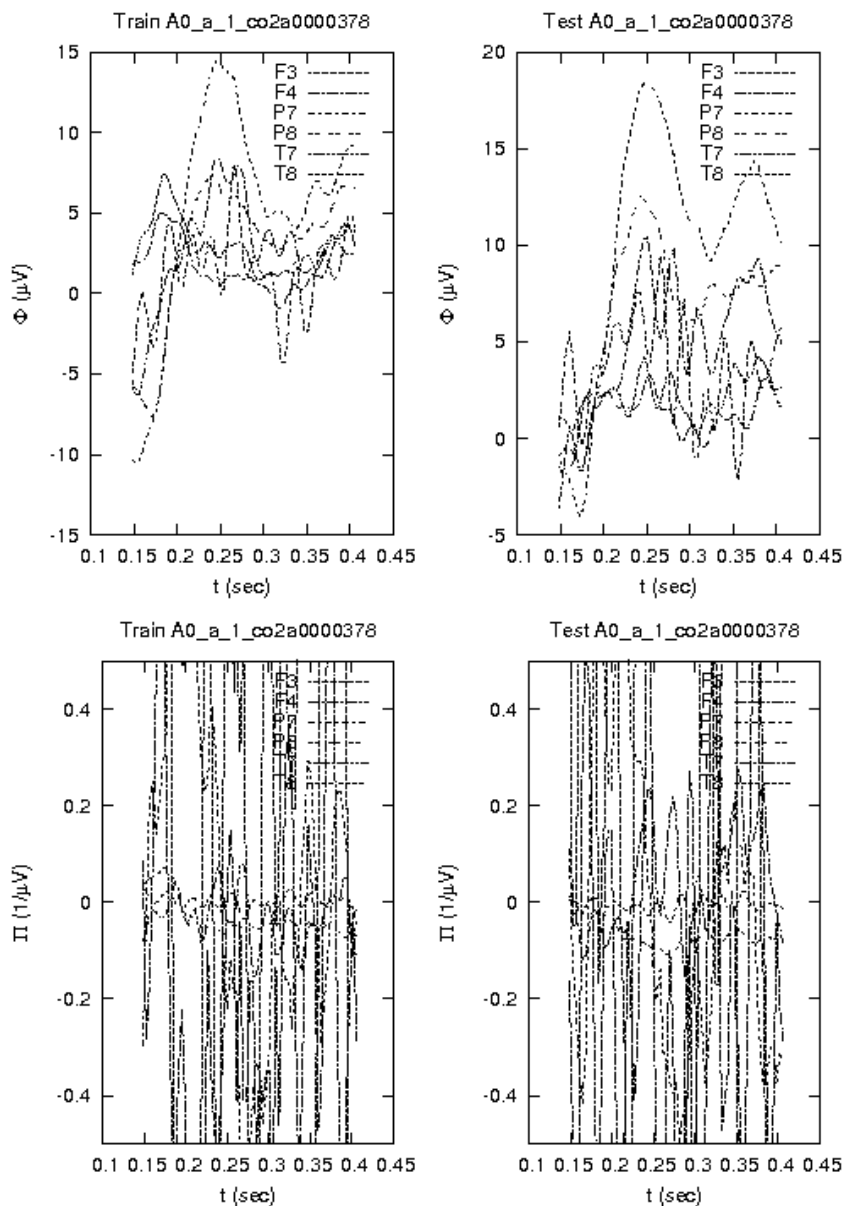 Train A0_a_1_co2a0000378
Φ (μV)
15
10
5
0
-5
-10
-15
F3
F4
P7
P8
T7
T8
0.1 0.15 0.2 0.25 0.3 0.35 0.4 0.45
t (sec)
Test A0_a_1_co2a0000378
Φ (μV)
20
15
10
5
0
-5
F3
F4
P7
P8
T7
T8
0.1 0.15 0.2 0.25 0.3 0.35 0.4 0.45
t (sec)
Train A0_a_1_co2a0000378
Π (1/μV)
0.4
0.2
0
-0.2
-0.4
0.1 0.15 0.2 0.25 0.3 0.35 0.4 0.45
t (sec)
Test A0_a_1_co2a0000378
Π (1/μV)
0.4
0.2
0
-0.2
-0.4
0.1 0.15 0.2 0.25 0.3 0.35 0.4 0.45
t (sec)